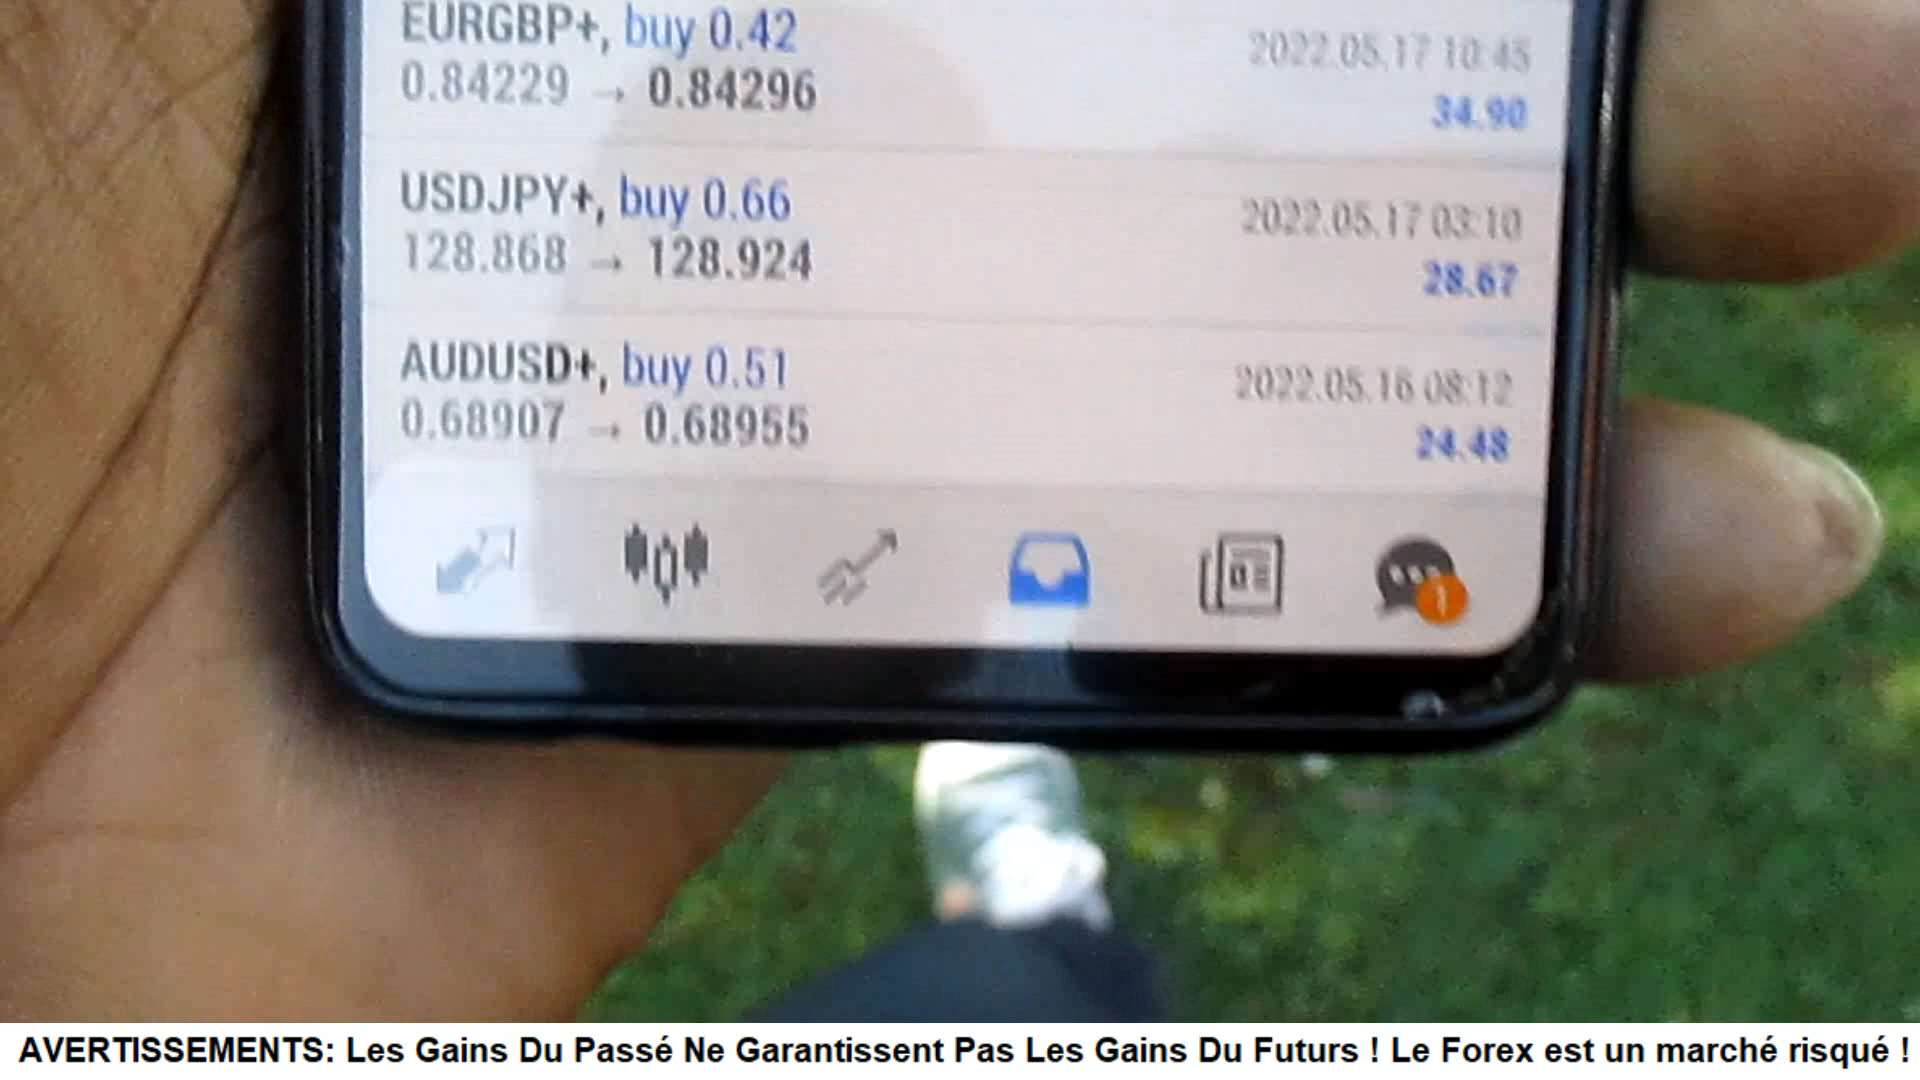 EURGBP+, buy 0.42
2022.05.17 10:45
0.84229 → 0.84296
34.90
USDJPY+, buy 0.66
2022.05.17 03:10
128.868 → 128.924
28.67
AUDUSD+, buy 0.51
2022.05.16 08:12
0.68907 → 0.68955
24.48
1
AVERTISSEMENTS: Les Gains Du Passé Ne Garantissent Pas Les Gains Du Futurs ! Le Forex est un marché risqué !